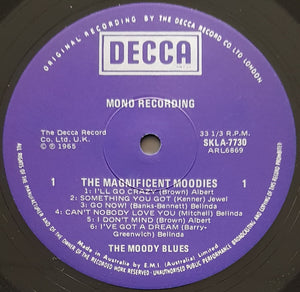 ORIGINAL RECORDING BY THE DECCA RECORD CO LTD LONDON
DECCA
MONO RECORDING
The Decca Record
Co. Ltd. U.K.
© ℗ 1965
33 1/3 R.P.M.
SKLA-7730
ARL6869
1 THE MAGNIFICENT MOODIES 1
1: I'LL GO CRAZY (Brown) Albert
2: SOMETHING YOU GOT (Kenner) Jewel
3: GO NOW! (Banks-Bennett) Belinda
4: CAN'T NOBODY LOVE YOU (Mitchell) Belinda
5: I DON'T MIND (Brown) Albert
6: I'VE GOT A DREAM (Barry-
Greenwich) Belinda
THE MOODY BLUES
Made in Australia by E.M.I. (Australia) Limited
ALL RIGHTS OF THE MANUFACTURER AND OF THE OWNER OF THE RECORDED WORK RESERVED - UNAUTHORISED PUBLIC PERFORMANCE, BROADCASTING AND COPYING OF THIS RECORD PROHIBITED